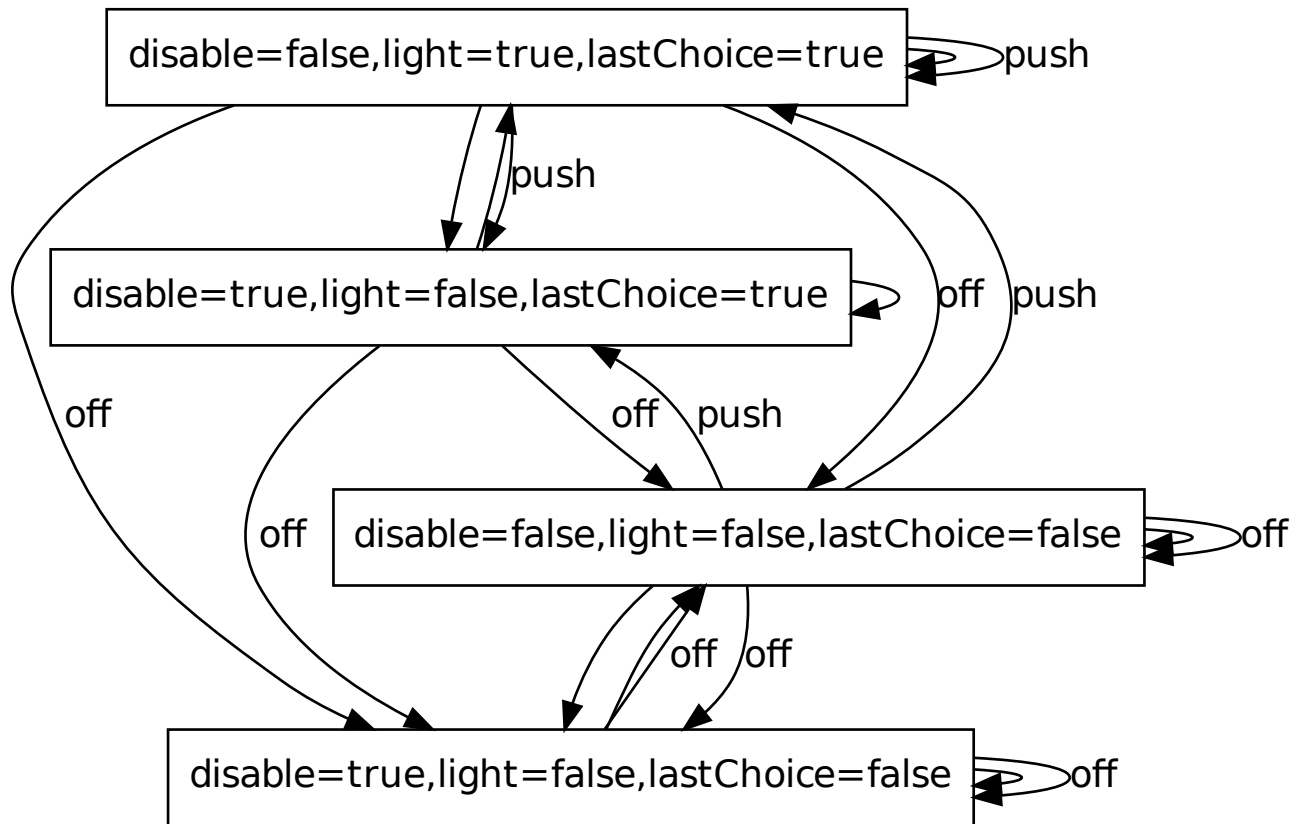 disable=false,light=true,lastChoice=true
push
push
disable=true,light=false,lastChoice=true
off
push
off
off
push
off
disable=false,light=false,lastChoice=false
off
off
off
disable=true,light=false,lastChoice=false
off